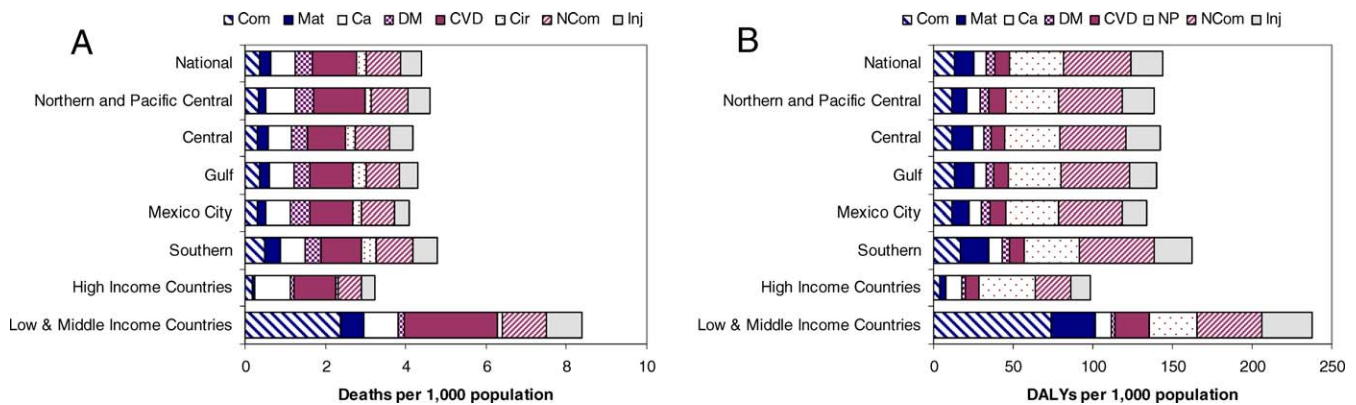 A
Com Mat Ca DM CVD Cir NCom Inj
National
Northern and Pacific Central
Central
Gulf
Mexico City
Southern
High Income Countries
Low & Middle Income Countries
0 2 4 6 8 10
Deaths per 1,000 population
B
Com Mat Ca DM CVD NP NCom Inj
National
Northern and Pacific Central
Central
Gulf
Mexico City
Southern
High Income Countries
Low & Middle Income Countries
0 50 100 150 200 250
DALYs per 1,000 population